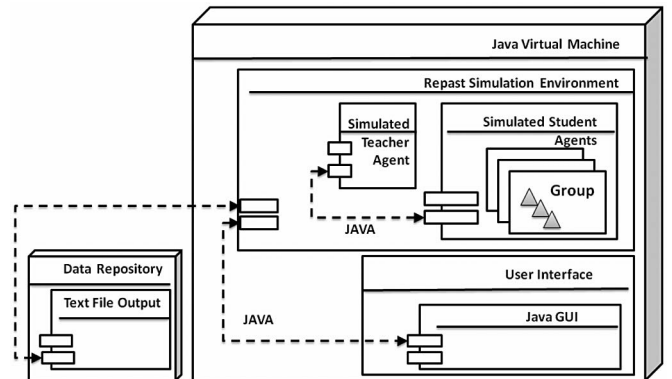 Java Virtual Machine
Repast Simulation Environment
Simulated
Teacher
Agent
Simulated Student
Agents
Group
JAVA
Data Repository
Text File Output
JAVA
User Interface
Java GUI